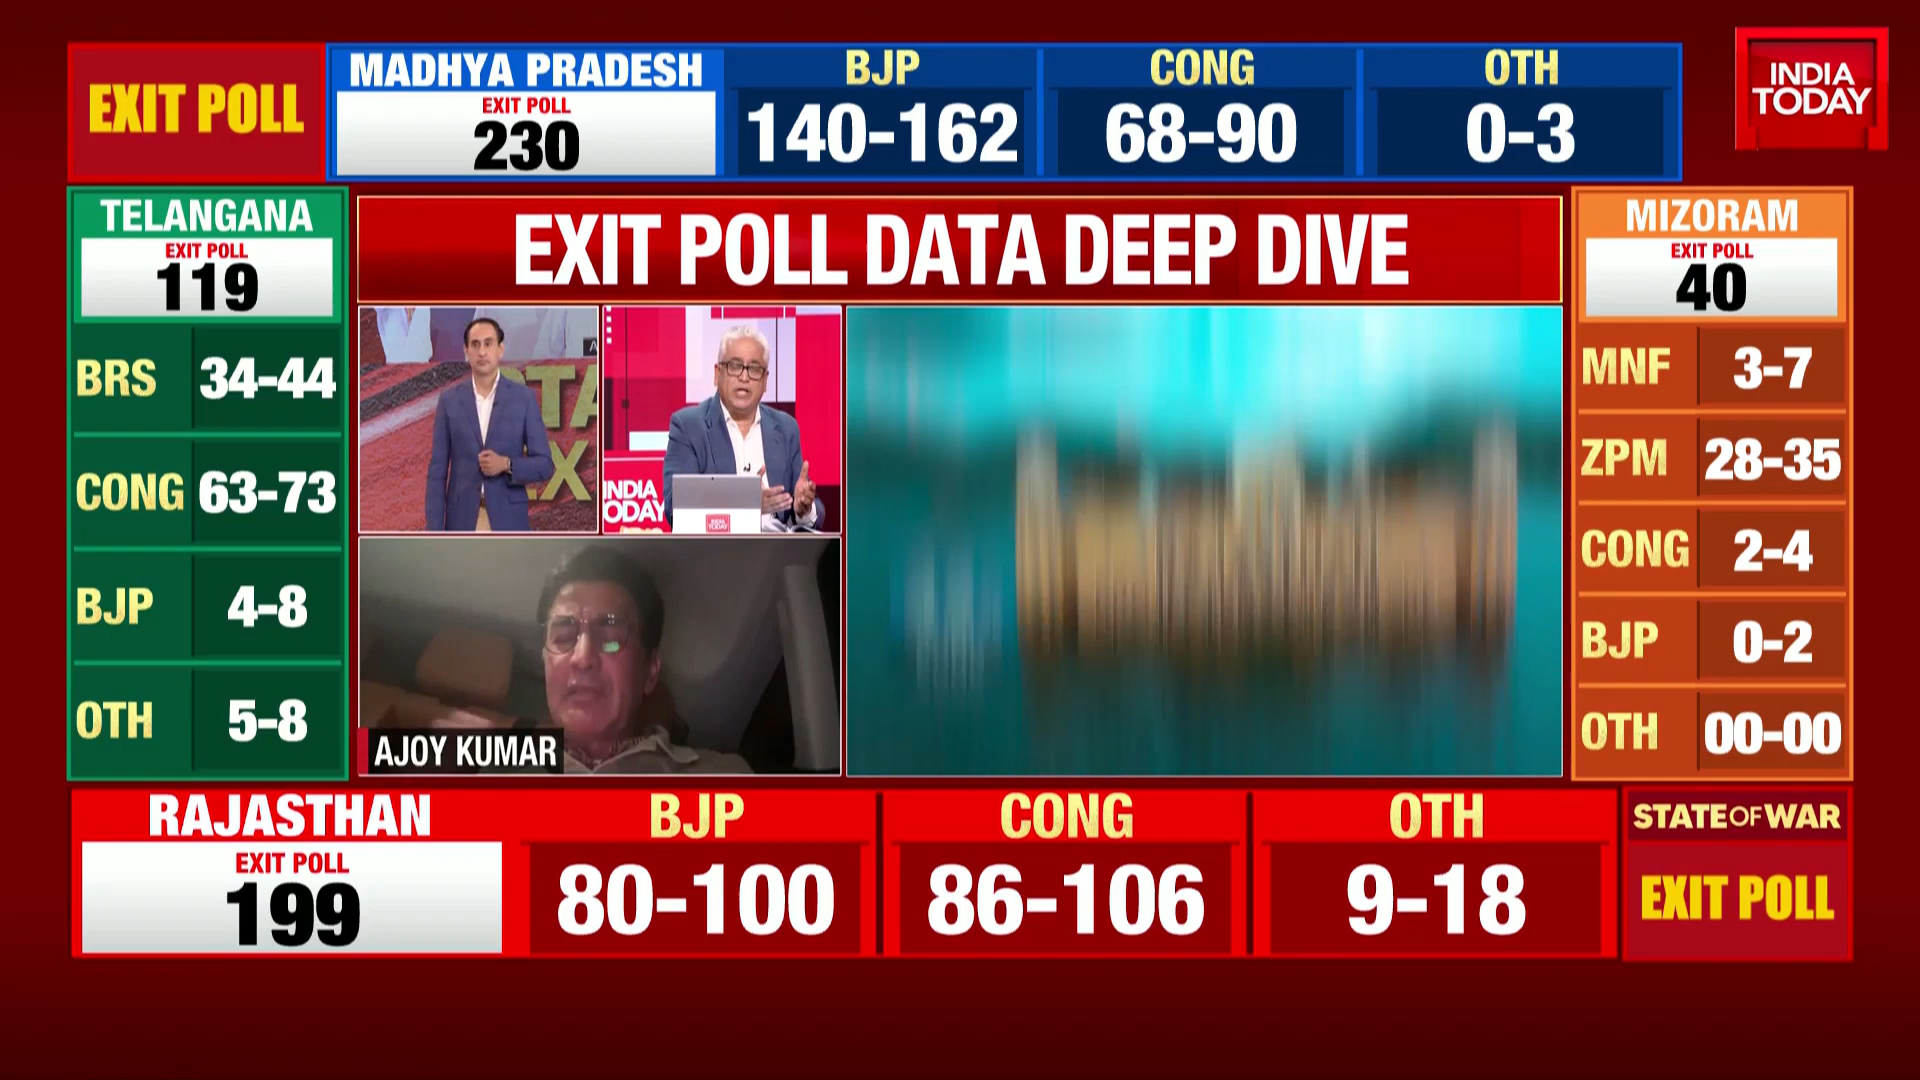 EXIT POLL
MADHYA PRADESH
EXIT POLL
230
BJP
140-162
CONG
68-90
OTH
0-3
INDIA
TODAY
TELANGANA
EXIT POLL
119
BRS 34-44
CONG 63-73
BJP 4-8
OTH 5-8
EXIT POLL DATA DEEP DIVE
INDIA
TODAY
INDIA
TODAY
AJOY KUMAR
MIZORAM
EXIT POLL
40
MNF 3-7
ZPM 28-35
CONG 2-4
BJP 0-2
OTH 00-00
RAJASTHAN
EXIT POLL
199
BJP
80-100
CONG
86-106
OTH
9-18
STATE OF WAR
EXIT POLL